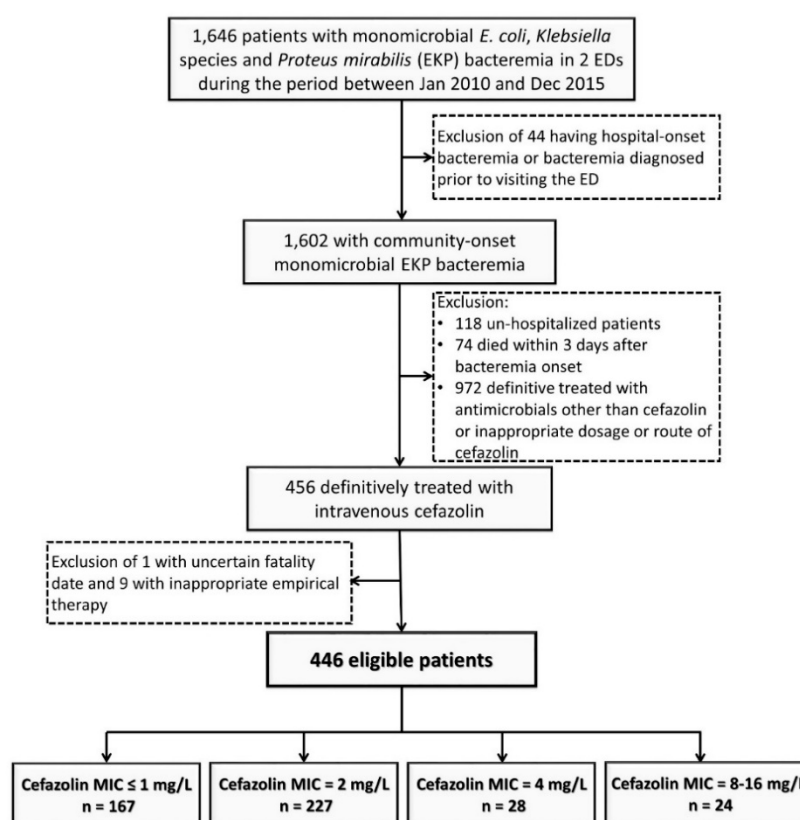 1,646 patients with monomicrobial E. coli, Klebsiella
species and Proteus mirabilis (EKP) bacteremia in 2 EDs
during the period between Jan 2010 and Dec 2015
Exclusion of 44 having hospital-onset
bacteremia or bacteremia diagnosed
prior to visiting the ED
1,602 with community-onset
monomicrobial EKP bacteremia
Exclusion:
• 118 un-hospitalized patients
• 74 died within 3 days after
bacteremia onset
• 972 definitive treated with
antimicrobials other than cefazolin
or inappropriate dosage or route of
cefazolin
456 definitively treated with
intravenous cefazolin
Exclusion of 1 with uncertain fatality
date and 9 with inappropriate empirical
therapy
446 eligible patients
Cefazolin MIC ≤ 1 mg/L
n = 167
Cefazolin MIC = 2 mg/L
n = 227
Cefazolin MIC = 4 mg/L
n = 28
Cefazolin MIC = 8-16 mg/L
n = 24